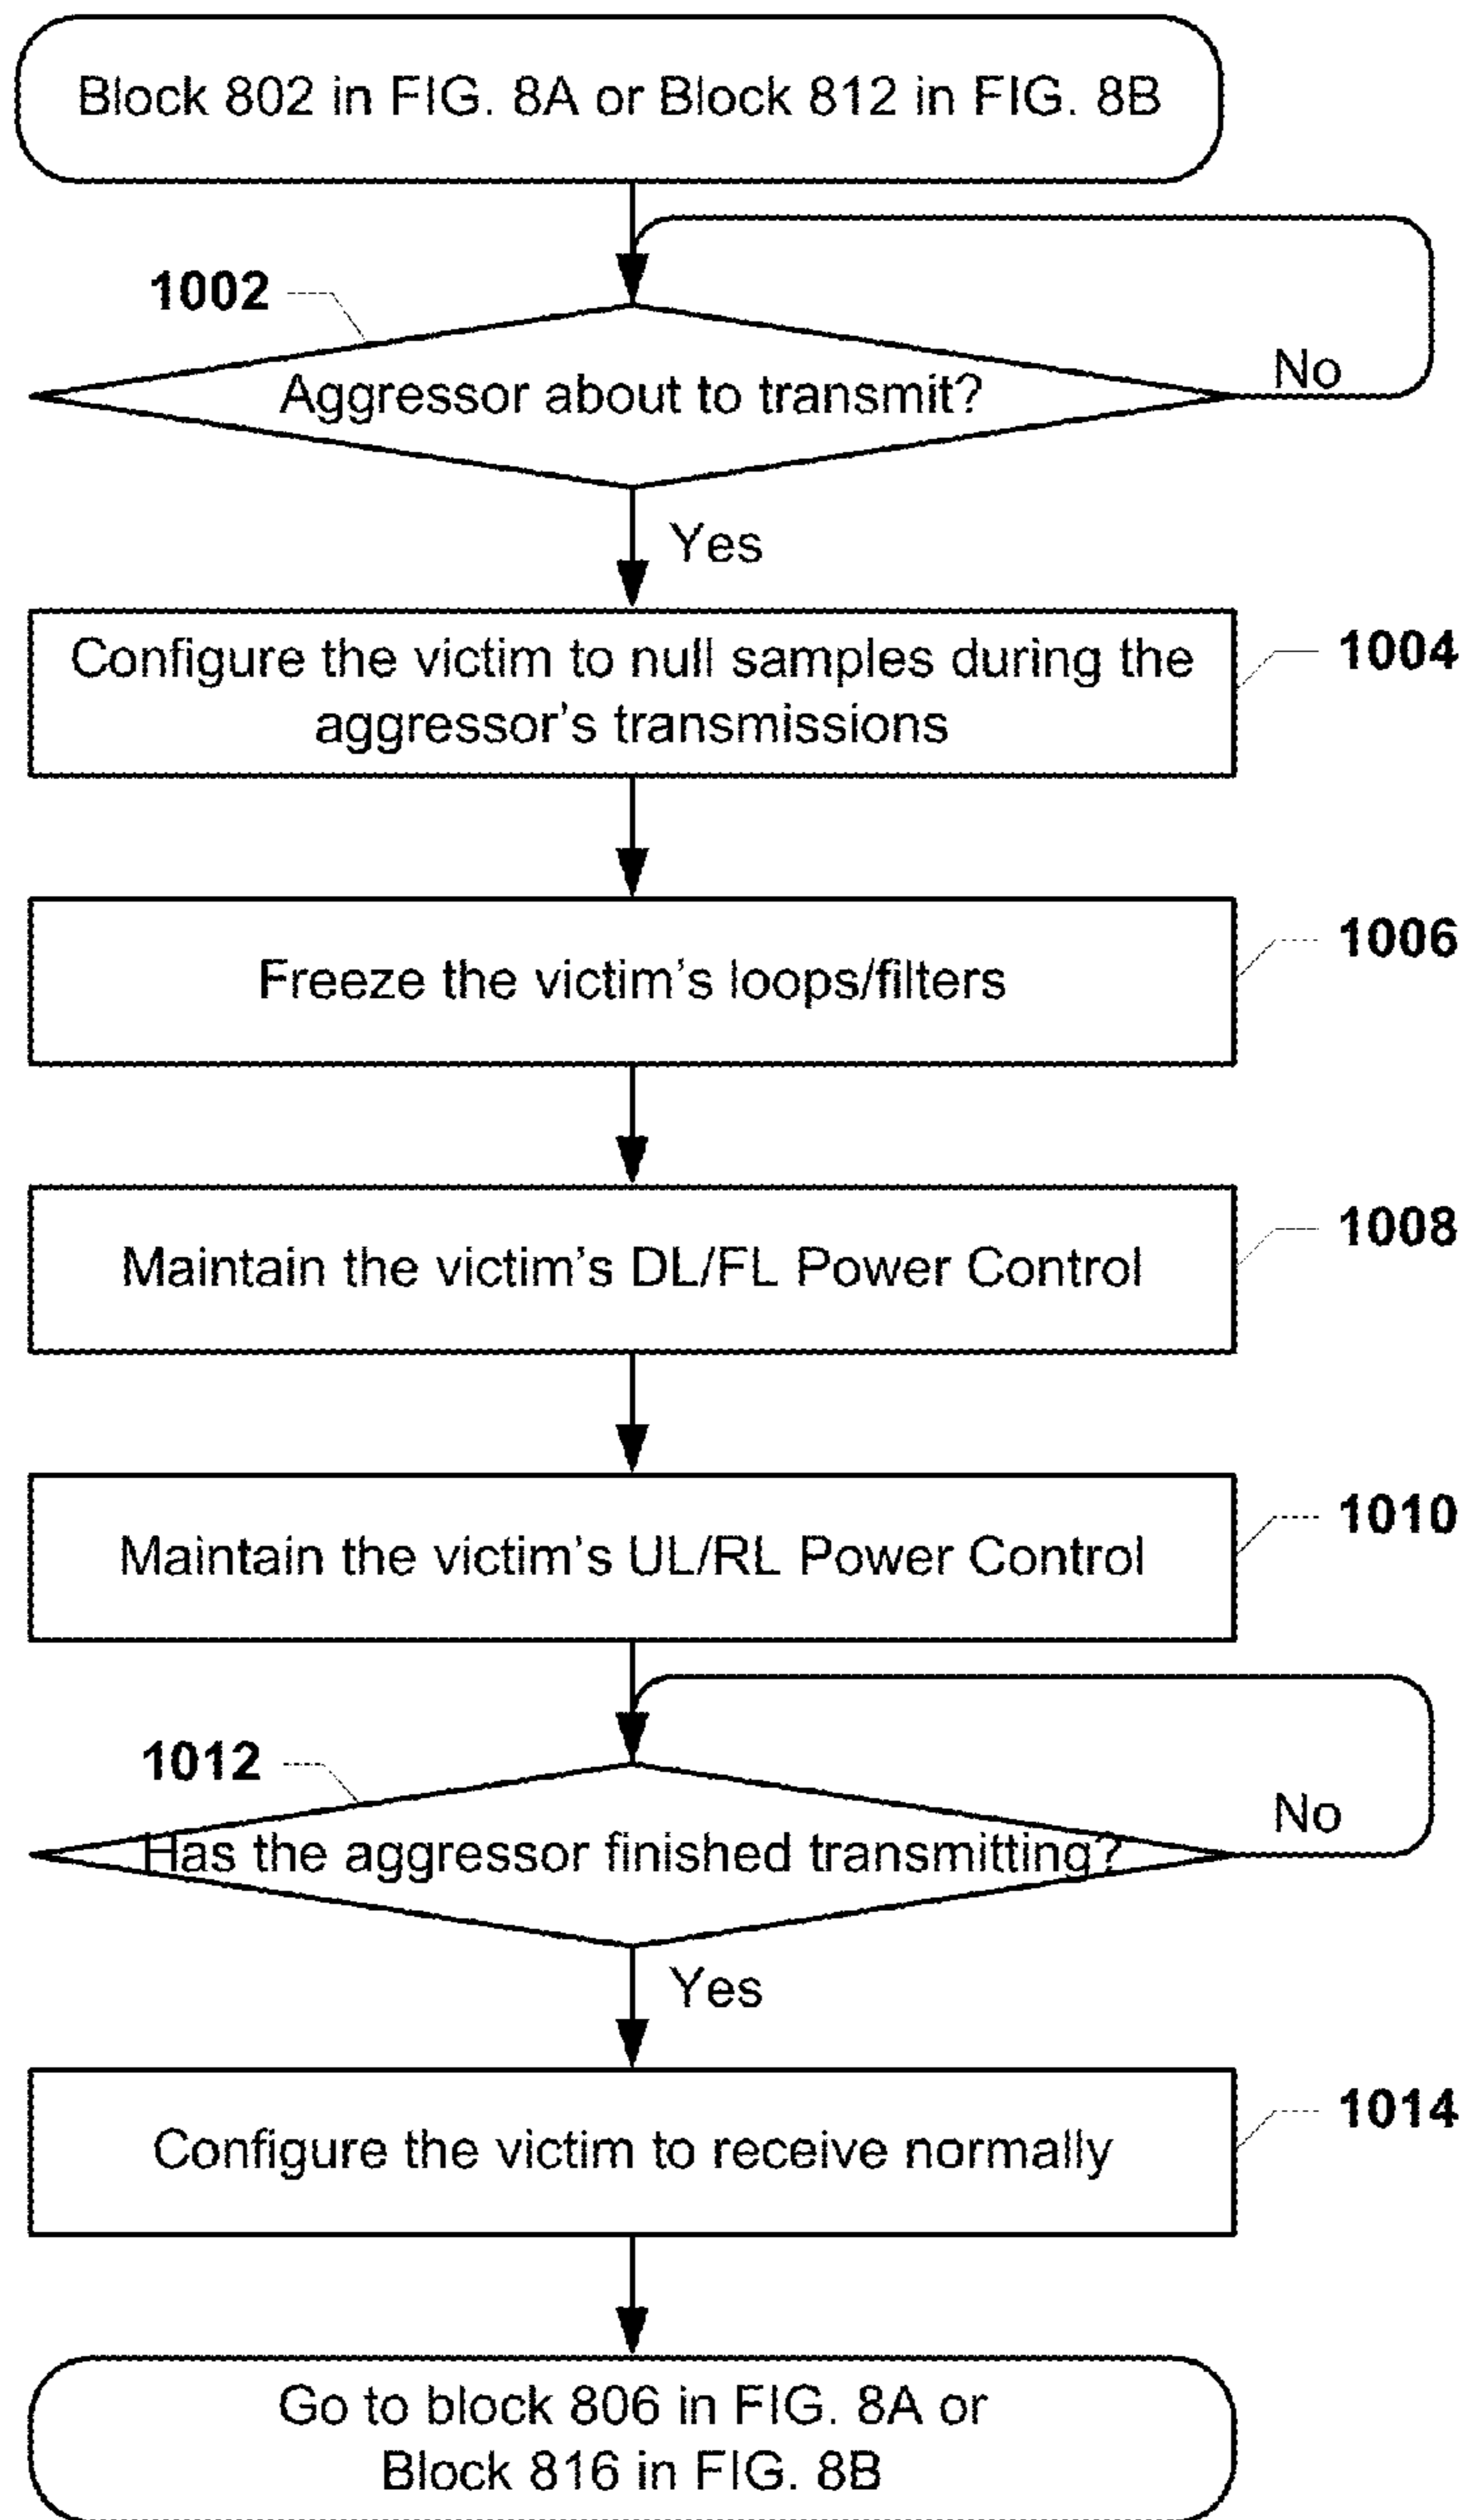 Block 802 in FIG. 8A or Block 812 in FIG. 8B
1002
Aggressor about to transmit?
No
Yes
Configure the victim to null samples during the
aggressor's transmissions
1004
Freeze the victim's loops/filters
1006
Maintain the victim's DL/FL Power Control
1008
Maintain the victim's UL/RL Power Control
1010
1012
Has the aggressor finished transmitting?
No
Yes
Configure the victim to receive normally
1014
Go to block 806 in FIG. 8A or
Block 816 in FIG. 8B